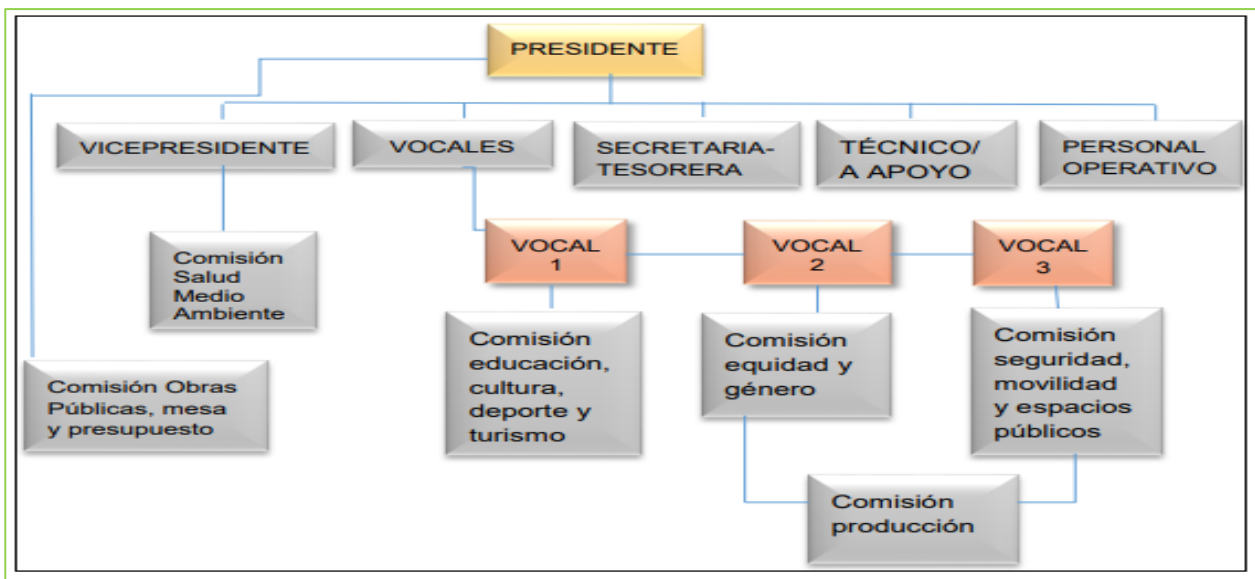 PRESIDENTE
VICEPRESIDENTE
VOCALES
SECRETARIA-
TESORERA
TÉCNICO/
A APOYO
PERSONAL
OPERATIVO
VOCAL
1
VOCAL
2
VOCAL
3
Comisión
Salud
Medio
Ambiente
Comisión Obras
Públicas, mesa
y presupuesto
Comisión
educación,
cultura,
deporte y
turismo
Comisión
equidad y
género
Comisión
seguridad,
movilidad
y espacios
públicos
Comisión
producción